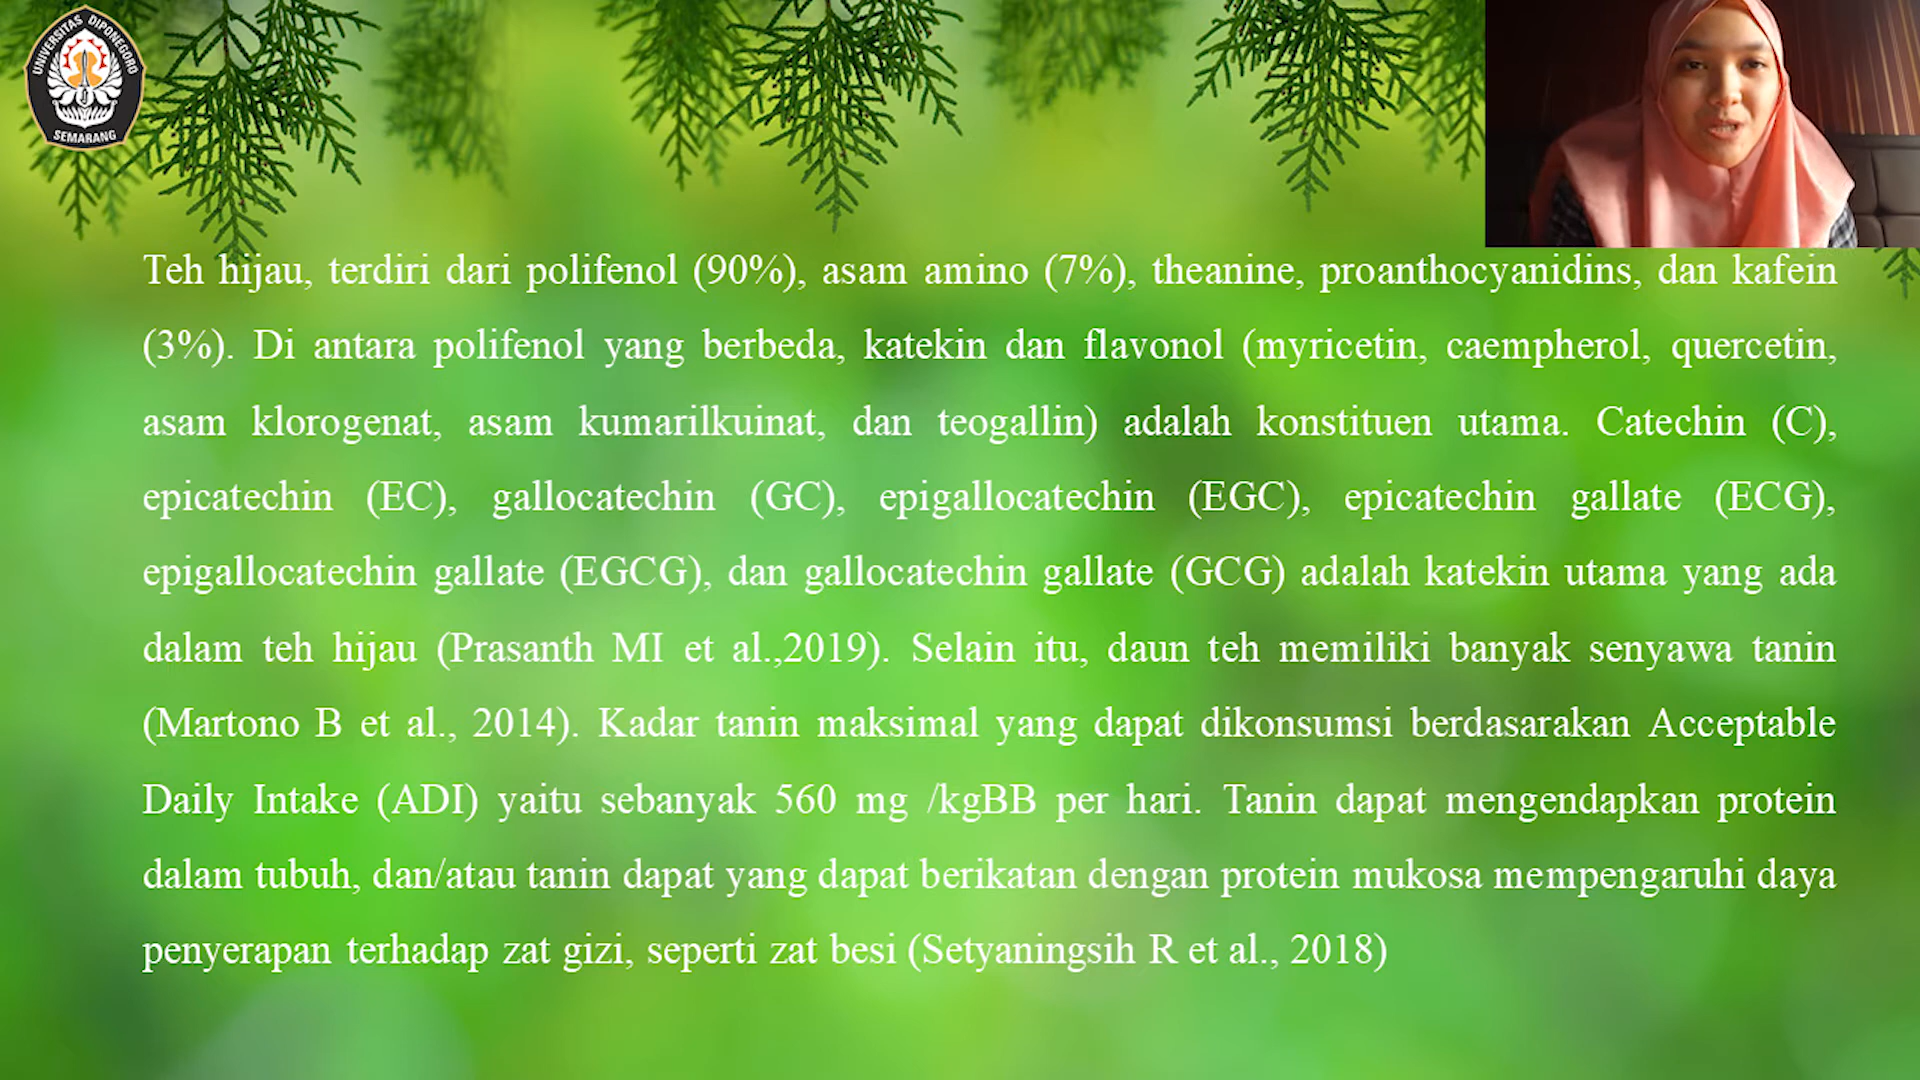 UNIVERSITAS DIPONEGORO
SEMARANG
Teh hijau, terdiri dari polifenol (90%), asam amino (7%), theanine, proanthocyanidins, dan kafein
(3%). Di antara polifenol yang berbeda, katekin dan flavonol (myricetin, caempherol, quercetin,
asam klorogenat, asam kumarilkuinat, dan teogallin) adalah konstituen utama. Catechin (C),
epicatechin (EC), gallocatechin (GC), epigallocatechin (EGC), epicatechin gallate (ECG),
epigallocatechin gallate (EGCG), dan gallocatechin gallate (GCG) adalah katekin utama yang ada
dalam teh hijau (Prasanth MI et al.,2019). Selain itu, daun teh memiliki banyak senyawa tanin
(Martono B et al., 2014). Kadar tanin maksimal yang dapat dikonsumsi berdasarakan Acceptable
Daily Intake (ADI) yaitu sebanyak 560 mg /kgBB per hari. Tanin dapat mengendapkan protein
dalam tubuh, dan/atau tanin dapat yang dapat berikatan dengan protein mukosa mempengaruhi daya
penyerapan terhadap zat gizi, seperti zat besi (Setyaningsih R et al., 2018)